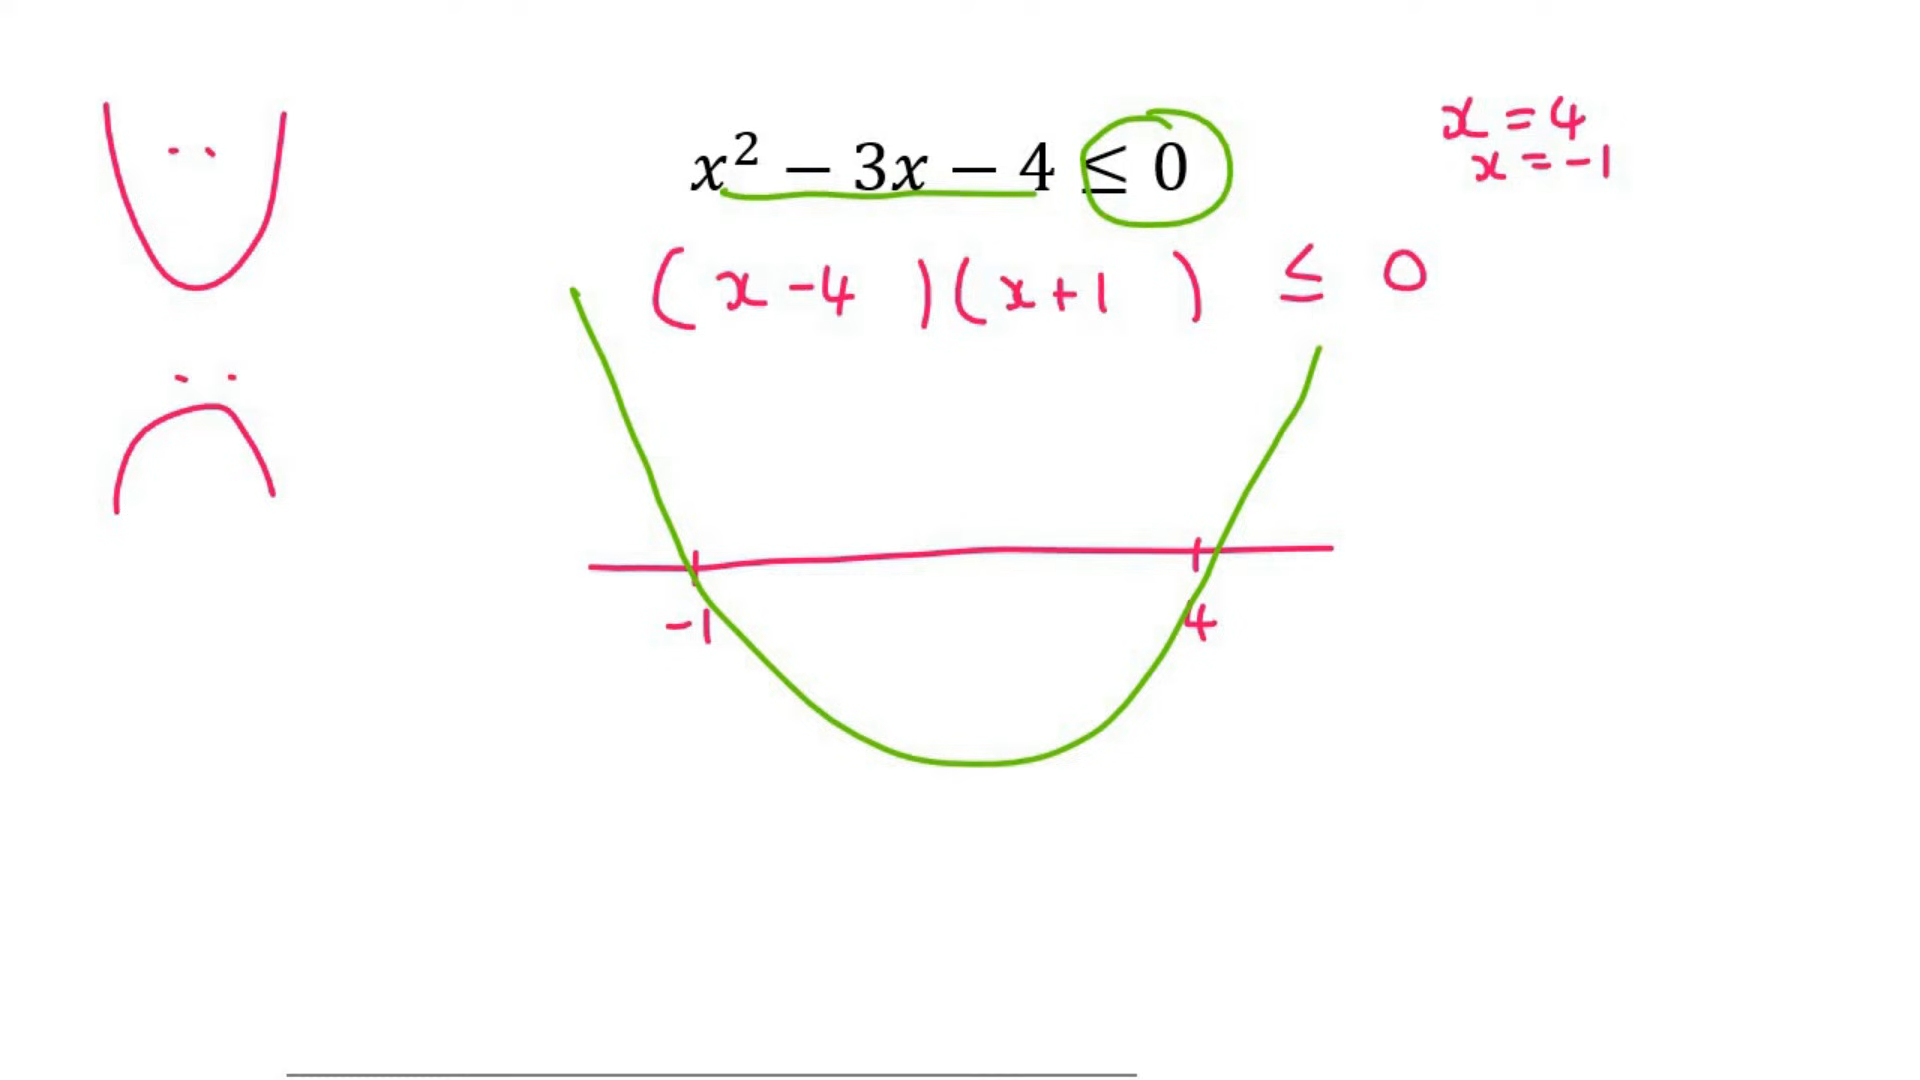 x² − 3x − 4 ≤ 0
x = 4
x = -1
(x - 4)(x + 1) ≤ 0
-1 4